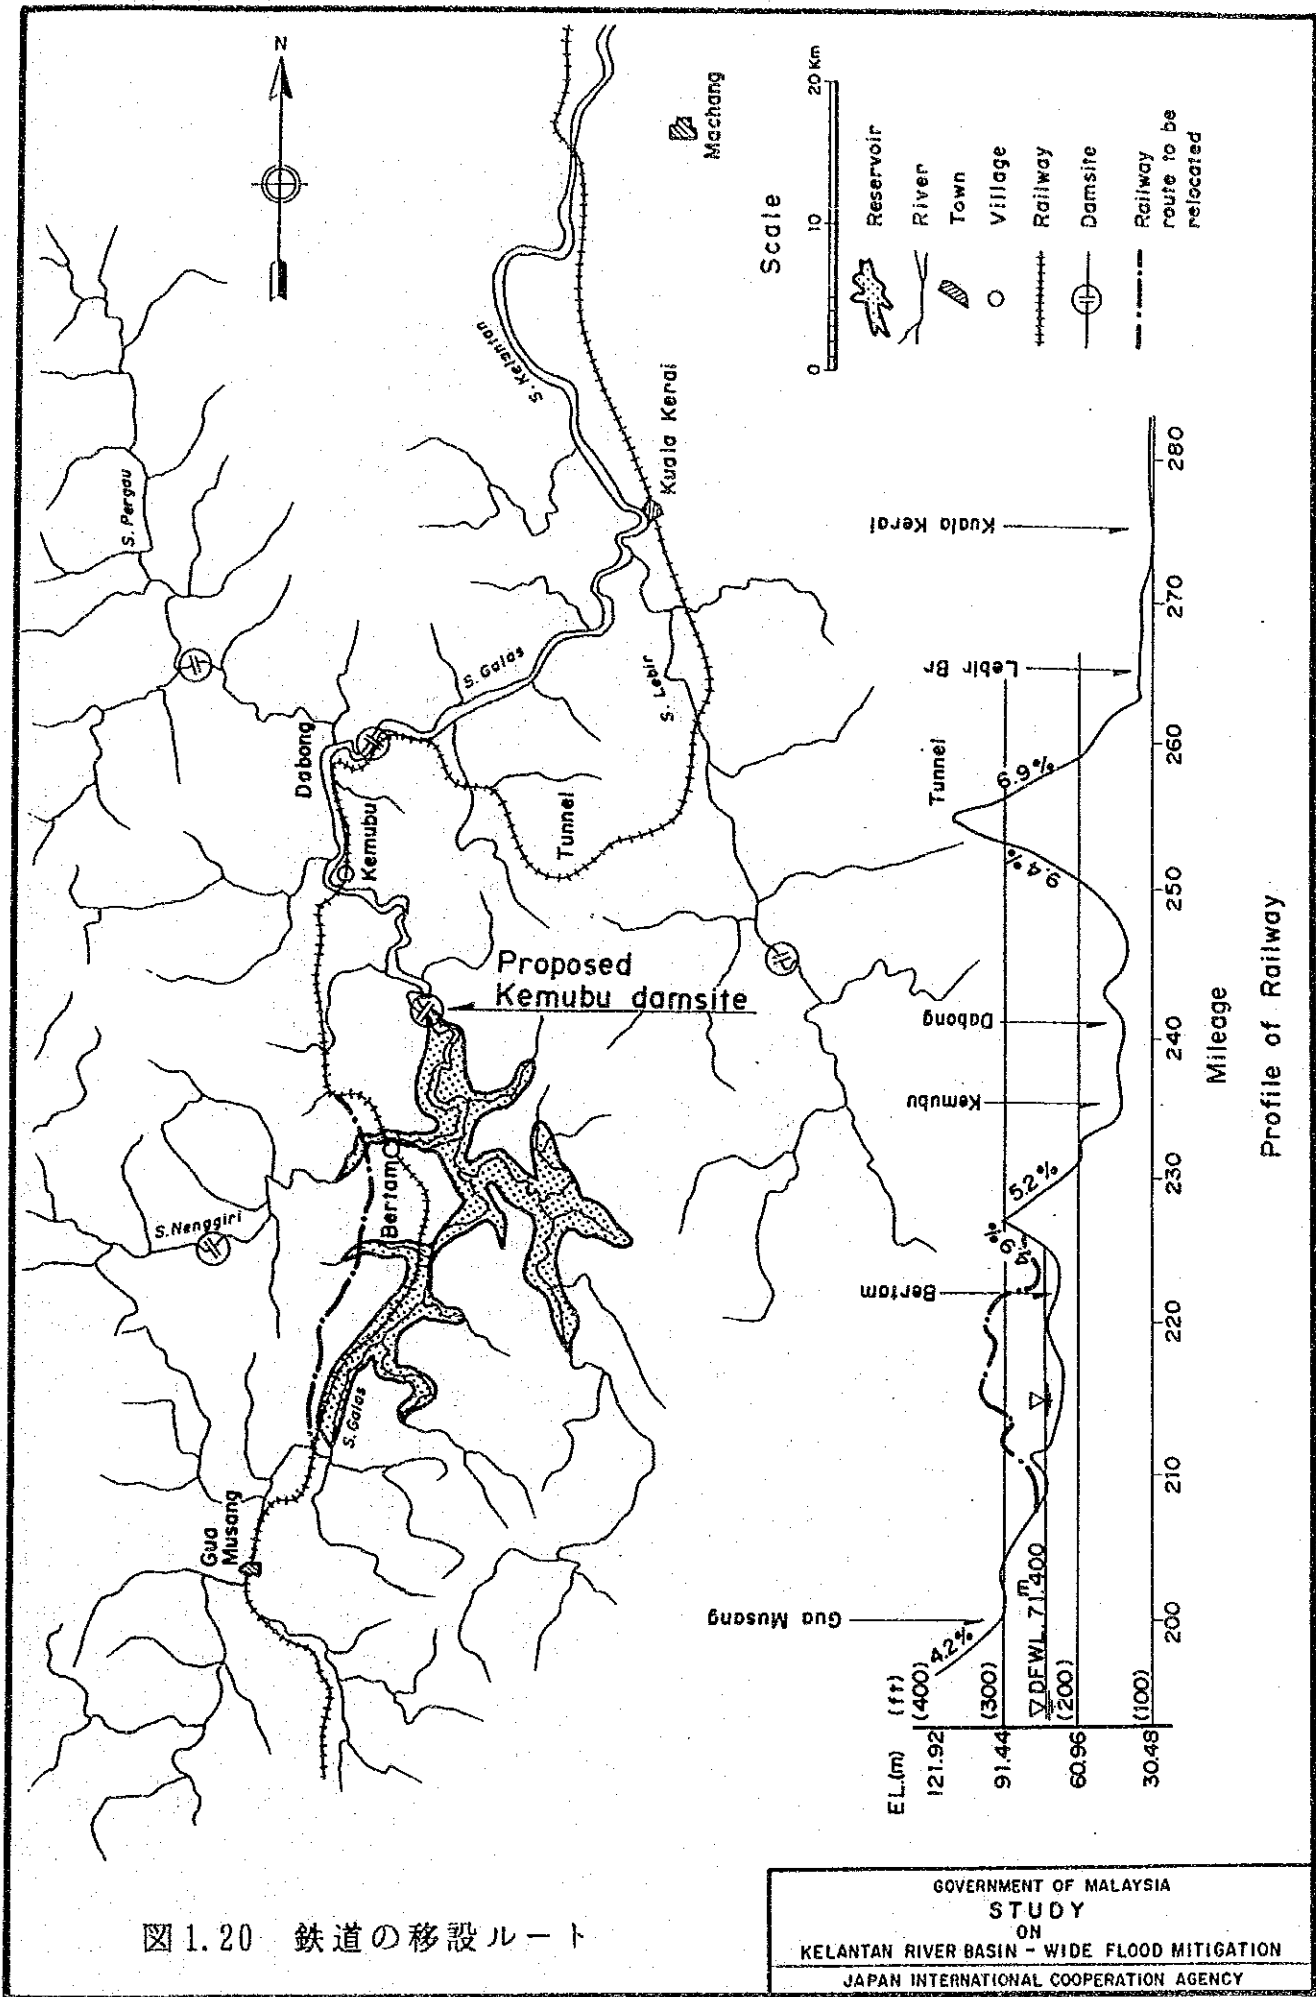 N
Machang
S. Pergau
S. Kelantan
Kuala Kerai
S. Galas
S. Lebir
Dabong
Kemubu
Tunnel
Proposed
Kemubu damsite
Bertam
S. Nenggiri
S. Galas
Gua
Musang
Scale
0 10 20 Km
Reservoir
River
Town
Village
Railway
Damsite
Railway
route to be
relocated
EL.(m) (ft)
121.92 (400)
91.44 (300)
▽DFWL. 71.400 m
60.96 (200)
30.48 (100)
4.2%
Gua Musang
▽
Bertam
4.9%
5.2%
Kemubu
Dabong
9.4%
Tunnel
6.9%
Lebir Br
Kuala Kerai
200 210 220 230 240 250 260 270 280
Mileage
Profile of Railway
図1.20 鉄道の移設ルート
GOVERNMENT OF MALAYSIA
STUDY
ON
KELANTAN RIVER BASIN - WIDE FLOOD MITIGATION
JAPAN INTERNATIONAL COOPERATION AGENCY